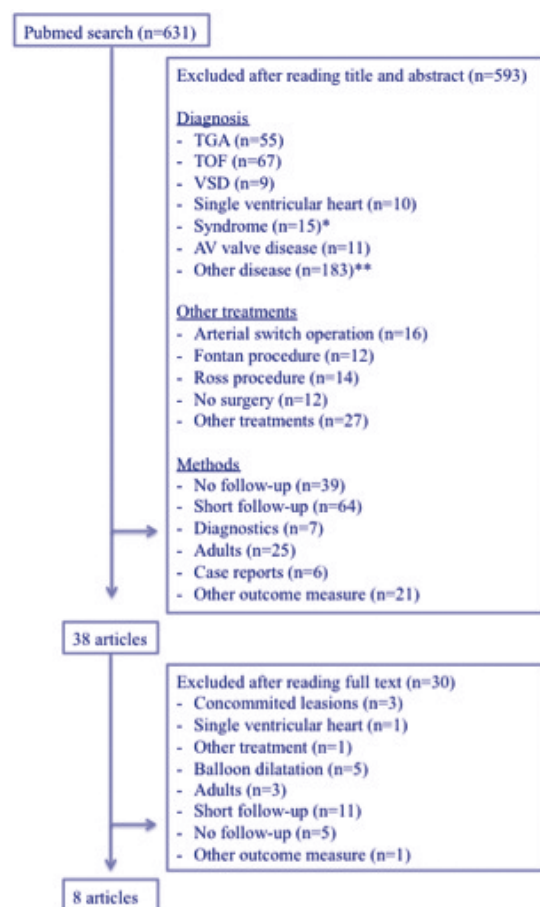 Pubmed search (n=631)
Excluded after reading title and abstract (n=593)
Diagnosis
- TGA (n=55)
- TOF (n=67)
- VSD (n=9)
- Single ventricular heart (n=10)
- Syndrome (n=15)*
- AV valve disease (n=11)
- Other disease (n=183)**
Other treatments
- Arterial switch operation (n=16)
- Fontan procedure (n=12)
- Ross procedure (n=14)
- No surgery (n=12)
- Other treatments (n=27)
Methods
- No follow-up (n=39)
- Short follow-up (n=64)
- Diagnostics (n=7)
- Adults (n=25)
- Case reports (n=6)
- Other outcome measure (n=21)
38 articles
Excluded after reading full text (n=30)
- Concommited leasions (n=3)
- Single ventricular heart (n=1)
- Other treatment (n=1)
- Balloon dilatation (n=5)
- Adults (n=3)
- Short follow-up (n=11)
- No follow-up (n=5)
- Other outcome measure (n=1)
8 articles